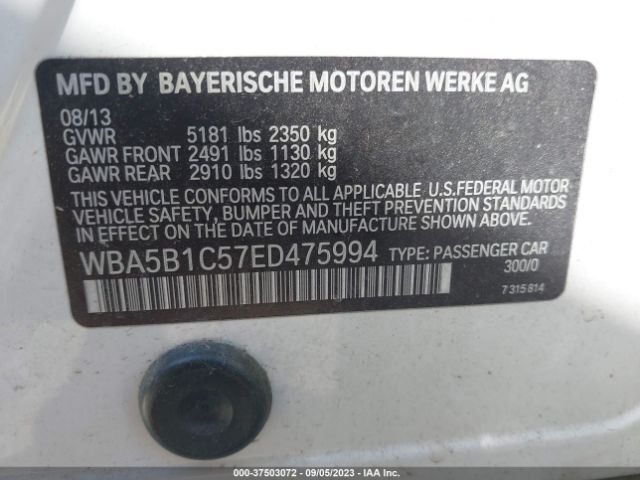 MFD BY BAYERISCHE MOTOREN WERKE AG
08/13
GVWR 5181 lbs 2350 kg
GAWR FRONT 2491 lbs 1130 kg
GAWR REAR 2910 lbs 1320 kg
THIS VEHICLE CONFORMS TO ALL APPLICABLE U.S.FEDERAL MOTOR
VEHICLE SAFETY, BUMPER AND THEFT PREVENTION STANDARDS
IN EFFECT ON THE DATE OF MANUFACTURE SHOWN ABOVE.
WBA5B1C57ED475994 TYPE: PASSENGER CAR
300/0
7 315 814
000-37503072 - 09/05/2023 - IAA Inc.